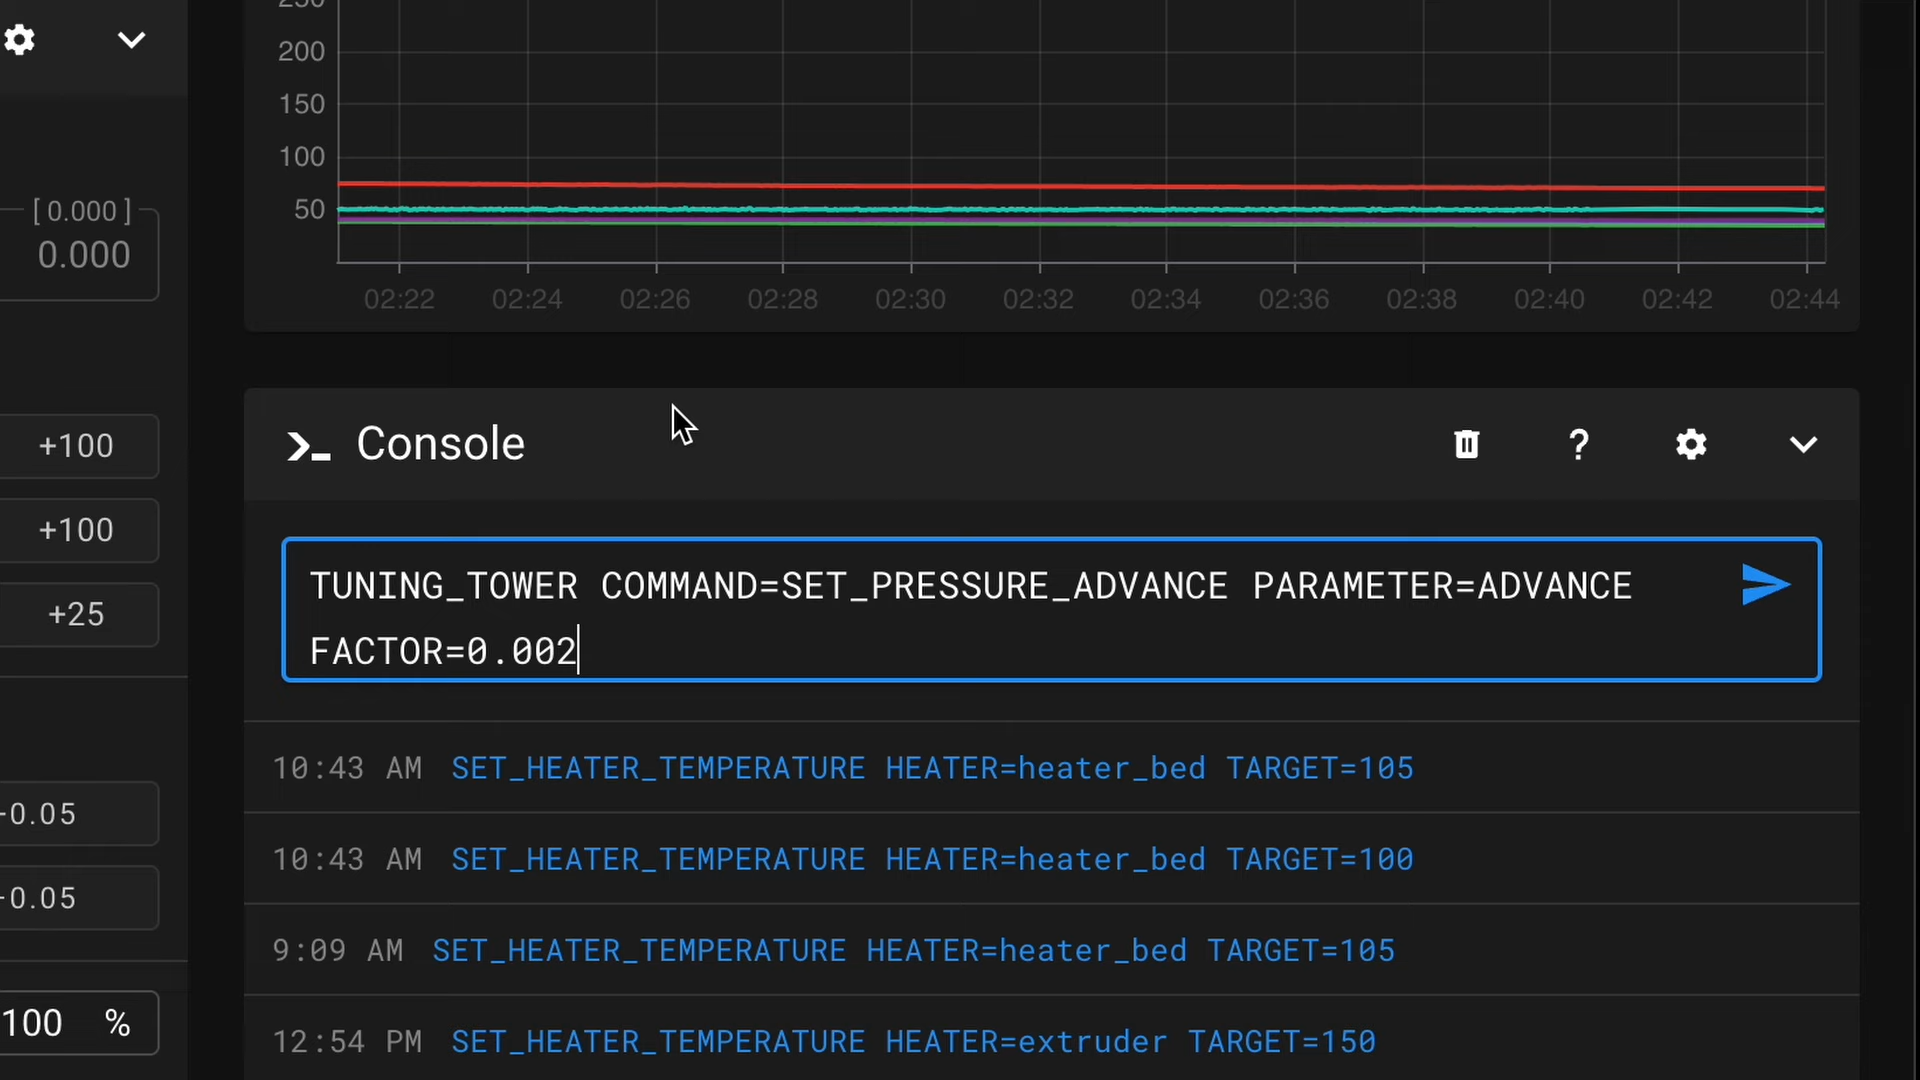 250
200
150
100
50
02:22 02:24 02:26 02:28 02:30 02:32 02:34 02:36 02:38 02:40 02:42 02:44
[0.000]
0.000
+100
+100
+25
-0.05
-0.05
100 %
Console
TUNING_TOWER COMMAND=SET_PRESSURE_ADVANCE PARAMETER=ADVANCE
FACTOR=0.002
10:43 AM SET_HEATER_TEMPERATURE HEATER=heater_bed TARGET=105
10:43 AM SET_HEATER_TEMPERATURE HEATER=heater_bed TARGET=100
9:09 AM SET_HEATER_TEMPERATURE HEATER=heater_bed TARGET=105
12:54 PM SET_HEATER_TEMPERATURE HEATER=extruder TARGET=150